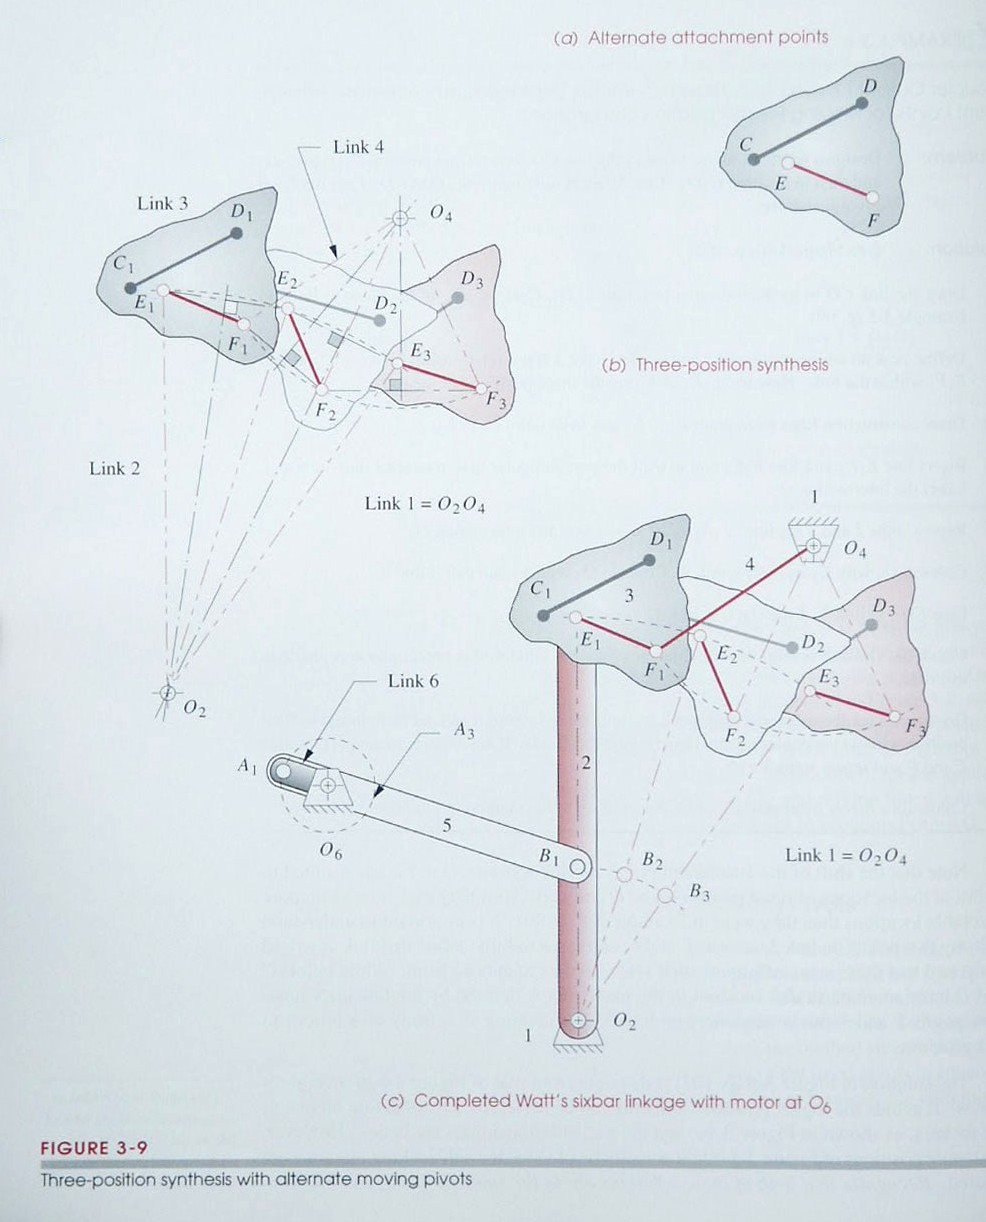 (a) Alternate attachment points
D
C
E
F
Link 4
Link 3
D1
O4
C1
E2
D3
E1
D2
F1
E3
F2
F3
(b) Three-position synthesis
Link 2
Link 1 = O2O4
O2
1
D1
4
O4
C1
3
D3
E1
E2
D2
F1
E3
F2
F3
Link 6
A1
A3
2
5
O6
B1
B2
B3
Link 1 = O2O4
O2
1
(c) Completed Watt's sixbar linkage with motor at O6
FIGURE 3-9
Three-position synthesis with alternate moving pivots